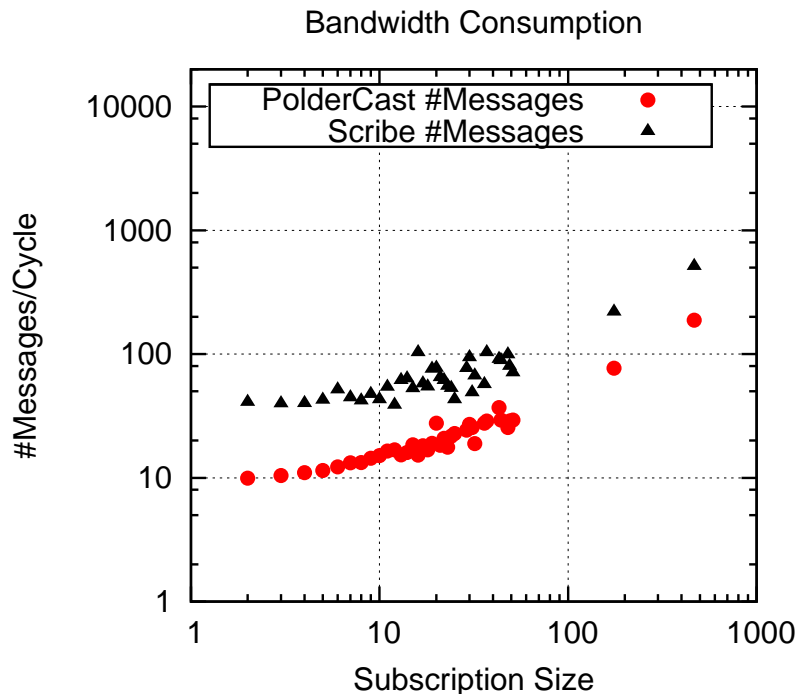 Bandwidth Consumption
PolderCast #Messages
Scribe #Messages
10000
1000
100
10
1
#Messages/Cycle
1 10 100 1000
Subscription Size